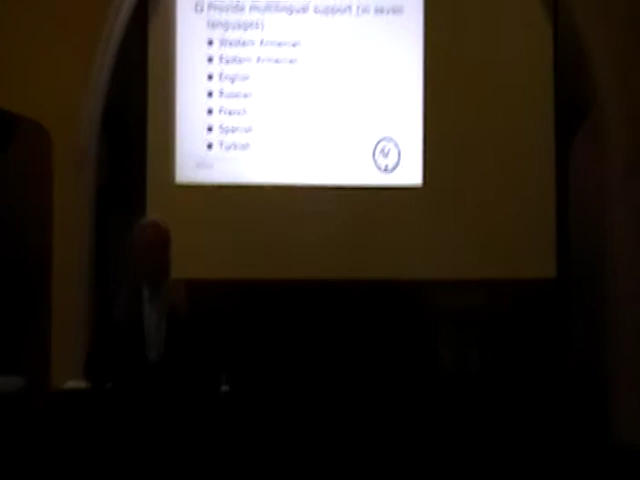 Provide multilingual support (in seven
languages)
Western Armenian
Eastern Armenian
English
Russian
French
Spanish
Turkish